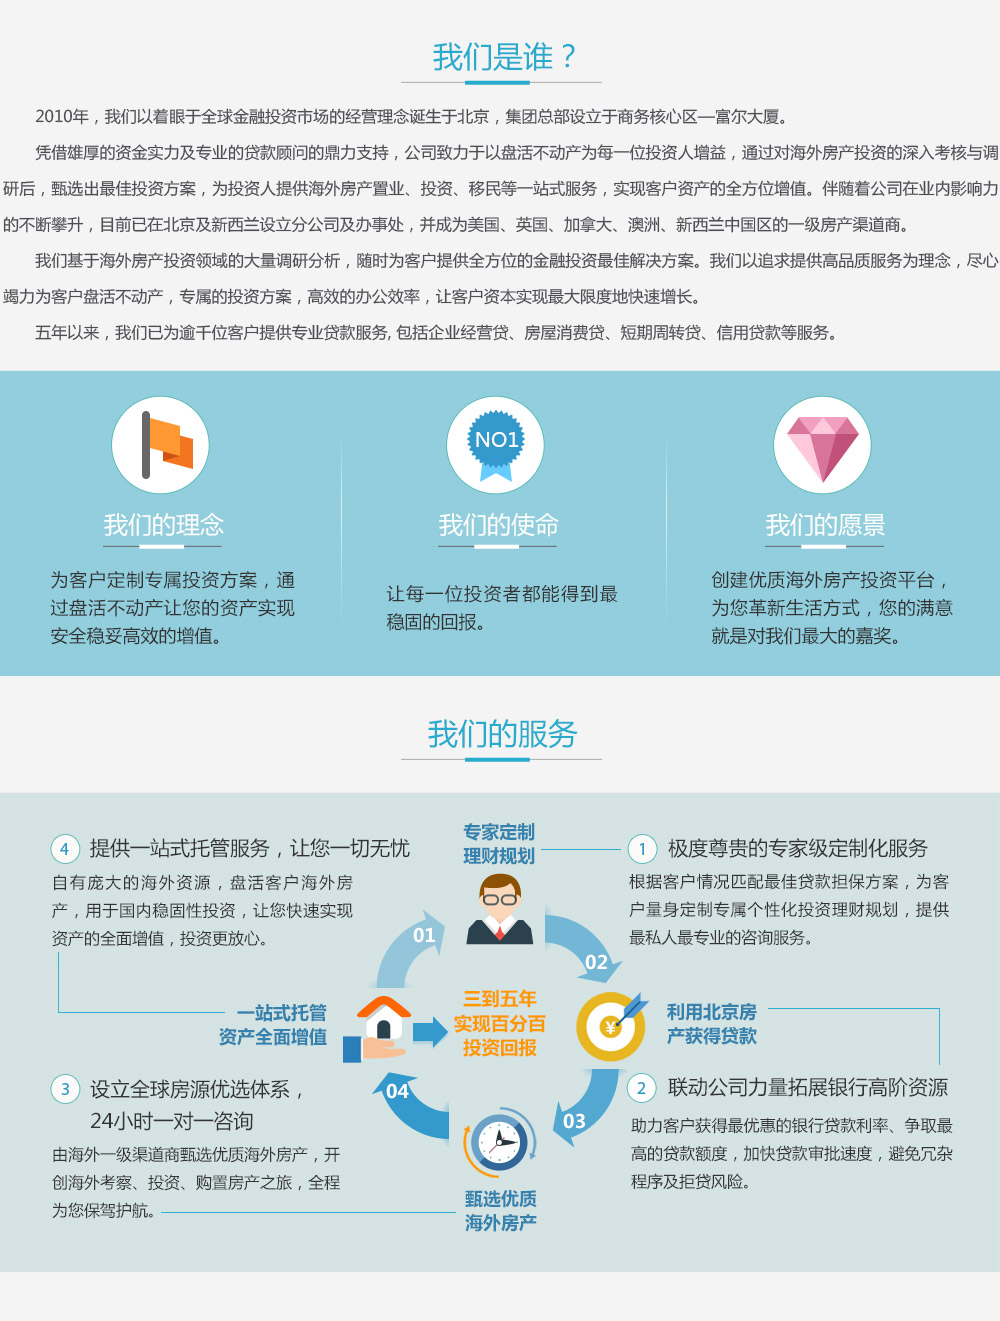 我们是谁？
2010年，我们以着眼于全球金融投资市场的经营理念诞生于北京，集团总部设立于商务核心区—富尔大厦。
凭借雄厚的资金实力及专业的贷款顾问的鼎力支持，公司致力于以盘活不动产为每一位投资人增益，通过对海外房产投资的深入考核与调
研后，甄选出最佳投资方案，为投资人提供海外房产置业、投资、移民等一站式服务，实现客户资产的全方位增值。伴随着公司在业内影响力
的不断攀升，目前已在北京及新西兰设立分公司及办事处，并成为美国、英国、加拿大、澳洲、新西兰中国区的一级房产渠道商。
我们基于海外房产投资领域的大量调研分析，随时为客户提供全方位的金融投资最佳解决方案。我们以追求提供高品质服务为理念，尽心
竭力为客户盘活不动产，专属的投资方案，高效的办公效率，让客户资本实现最大限度地快速增长。
五年以来，我们已为逾千位客户提供专业贷款服务, 包括企业经营贷、房屋消费贷、短期周转贷、信用贷款等服务。
我们的理念
为客户定制专属投资方案，通
过盘活不动产让您的资产实现
安全稳妥高效的增值。
NO1
我们的使命
让每一位投资者都能得到最
稳固的回报。
我们的愿景
创建优质海外房产投资平台，
为您革新生活方式，您的满意
就是对我们最大的嘉奖。
我们的服务
专家定制
理财规划
1 极度尊贵的专家级定制化服务
根据客户情况匹配最佳贷款担保方案，为客
户量身定制专属个性化投资理财规划，提供
最私人最专业的咨询服务。
4 提供一站式托管服务，让您一切无忧
自有庞大的海外资源，盘活客户海外房
产，用于国内稳固性投资，让您快速实现
资产的全面增值，投资更放心。
01
02
一站式托管
资产全面增值
三到五年
实现百分百
投资回报
¥
利用北京房
产获得贷款
3 设立全球房源优选体系，
24小时一对一咨询
由海外一级渠道商甄选优质海外房产，开
创海外考察、投资、购置房产之旅，全程
为您保驾护航。
04
03
2 联动公司力量拓展银行高阶资源
助力客户获得最优惠的银行贷款利率、争取最
高的贷款额度，加快贷款审批速度，避免冗杂
程序及拒贷风险。
甄选优质
海外房产